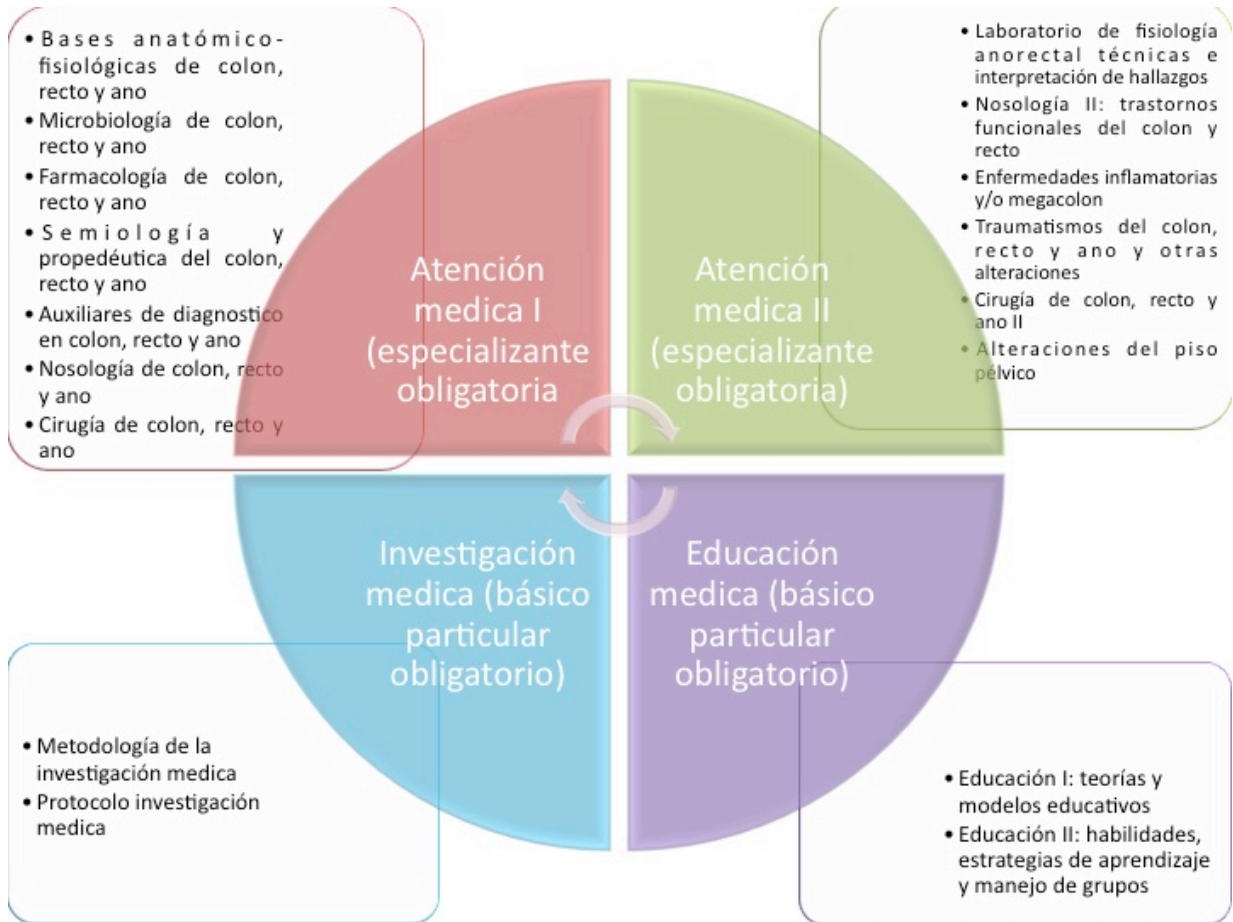 • Bases anatómico-
fisiológicas de colon,
recto y ano
• Microbiología de colon,
recto y ano
• Farmacología de colon,
recto y ano
• Semiología y
propedéutica del colon,
recto y ano
• Auxiliares de diagnostico
en colon, recto y ano
• Nosología de colon, recto
y ano
• Cirugía de colon, recto y
ano
Atención
medica I
(especializante
obligatoria
• Laboratorio de fisiología
anorectal técnicas e
interpretación de hallazgos
• Nosología II: trastornos
funcionales del colon y
recto
• Enfermedades inflamatorias
y/o megacolon
• Traumatismos del colon,
recto y ano y otras
alteraciones
• Cirugía de colon, recto y
ano II
• Alteraciones del piso
pélvico
Atención
medica II
(especializante
obligatoria)
Investigación
medica (básico
particular
obligatorio)
• Metodología de la
investigación medica
• Protocolo investigación
medica
Educación
medica (básico
particular
obligatorio)
• Educación I: teorías y
modelos educativos
• Educación II: habilidades,
estrategias de aprendizaje
y manejo de grupos